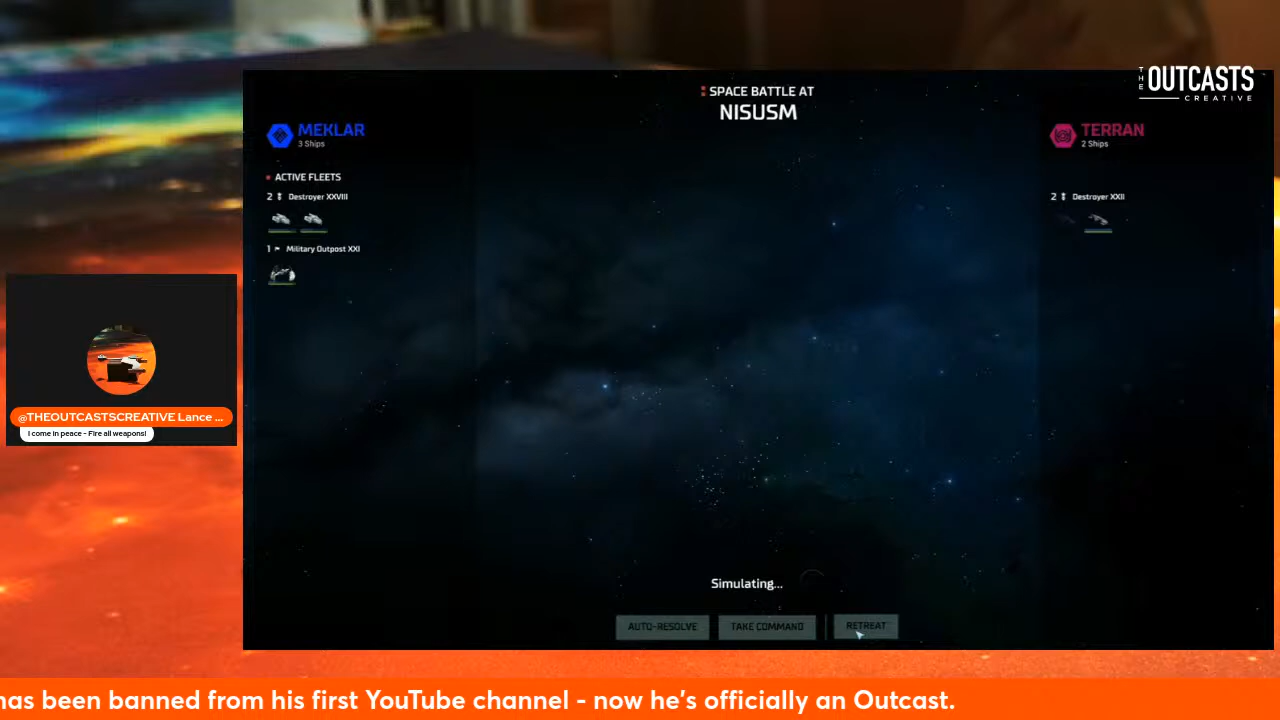 THE
OUTCASTS
CREATIVE
SPACE BATTLE AT
NISUSM
MEKLAR
3 Ships
ACTIVE FLEETS
2 Destroyer XXVIII
1 Military Outpost XXI
TERRAN
2 Ships
2 Destroyer XXII
@THEOUTCASTSCREATIVE Lance ...
I come in peace - Fire all weapons!
Simulating...
AUTO-RESOLVE
TAKE COMMAND
RETREAT
has been banned from his first YouTube channel - now he's officially an Outcast.